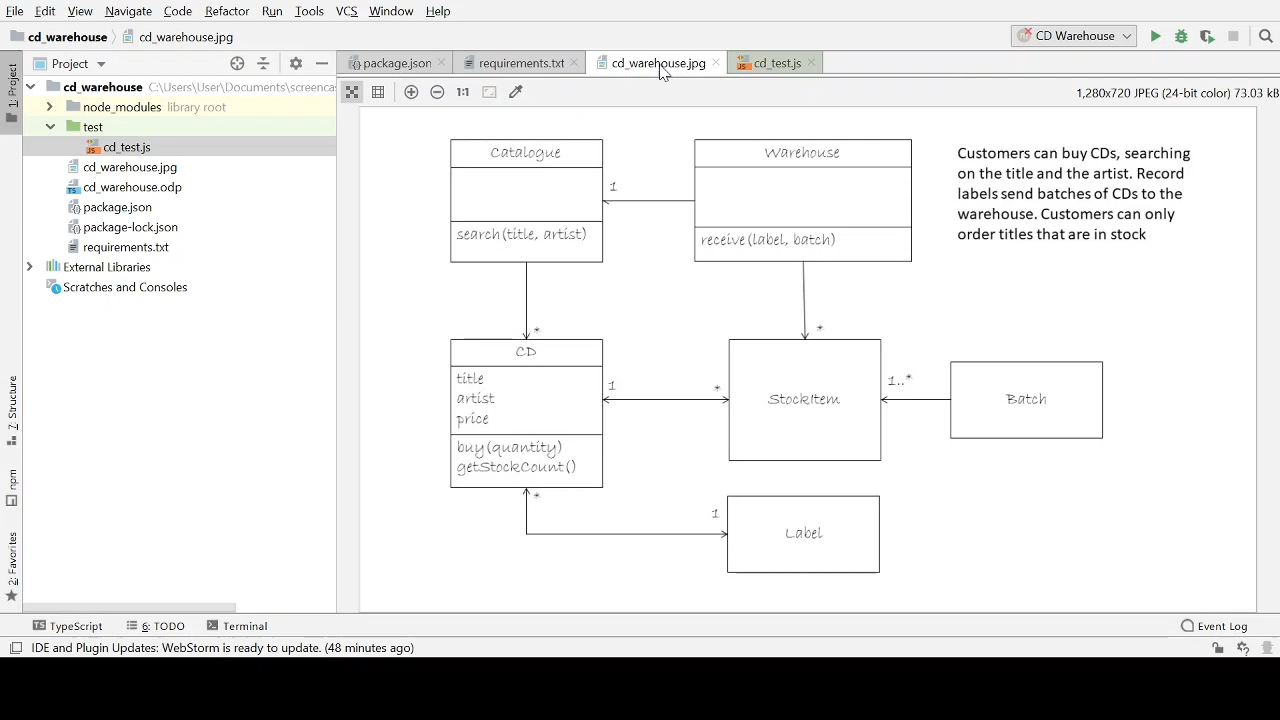 File Edit View Navigate Code Refactor Run Tools VCS Window Help
cd_warehouse cd_warehouse.jpg
CD Warehouse
1: Project
Project
package.json requirements.txt cd_warehouse.jpg cd_test.js
cd_warehouse C:\Users\User\Documents\screencas
1:1
1,280x720 JPEG (24-bit color) 73.03 kB
node_modules library root
test
cd_test.js
cd_warehouse.jpg
cd_warehouse.odp
package.json
package-lock.json
requirements.txt
External Libraries
Scratches and Consoles
Catalogue
search(title, artist)
1
Warehouse
receive(label, batch)
Customers can buy CDs, searching
on the title and the artist. Record
labels send batches of CDs to the
warehouse. Customers can only
order titles that are in stock
*
*
CD
title
artist
price
buy(quantity)
getStockCount()
1
*
StockItem
1..*
Batch
*
1
Label
Z: Structure
npm
2: Favorites
TypeScript 6: TODO Terminal Event Log
IDE and Plugin Updates: WebStorm is ready to update. (48 minutes ago)